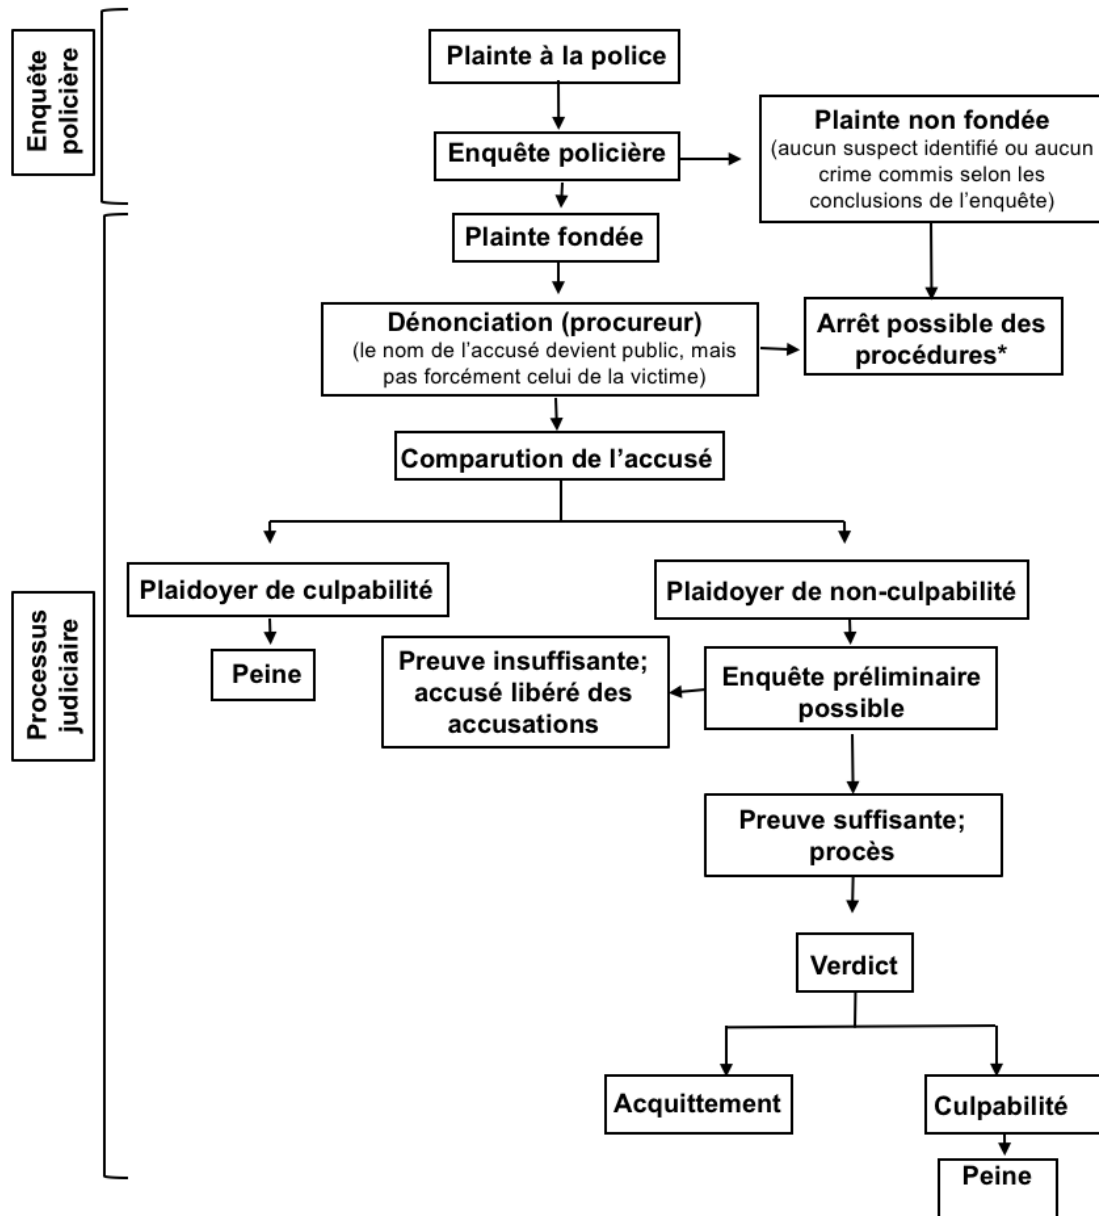 Enquête
policière
Plainte à la police
Enquête policière
Plainte non fondée
(aucun suspect identifié ou aucun
crime commis selon les
conclusions de l’enquête)
Plainte fondée
Dénonciation (procureur)
(le nom de l’accusé devient public, mais
pas forcément celui de la victime)
Arrêt possible des
procédures*
Comparution de l’accusé
Processus
judiciaire
Plaidoyer de culpabilité
Plaidoyer de non-culpabilité
Peine
Preuve insuffisante;
accusé libéré des
accusations
Enquête préliminaire
possible
Preuve suffisante;
procès
Verdict
Acquittement
Culpabilité
Peine